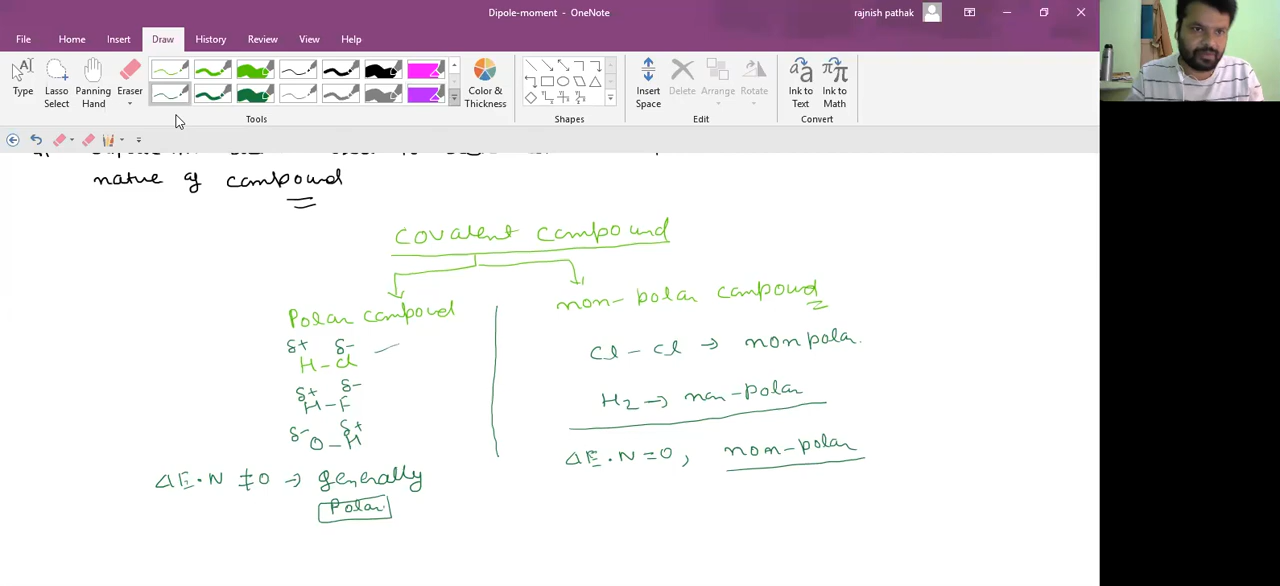 Dipole-moment - OneNote
rajnish pathak
File Home Insert Draw History Review View Help
Type
Lasso Select
Panning Hand
Eraser
Color & Thickness
Insert Space
Delete
Arrange
Rotate
Ink to Text
Ink to Math
Tools
Shapes
Edit
Convert
nature of compound
covalent compound
Polar compound
non-polar compound
δ+ δ-
H-Cl
δ+ δ-
H-F
δ- δ+
O-H
ΔE.N ≠0 → generally
Polar
Cl - Cl → nonpolar.
H2 → non-polar
ΔE.N =0, non-polar